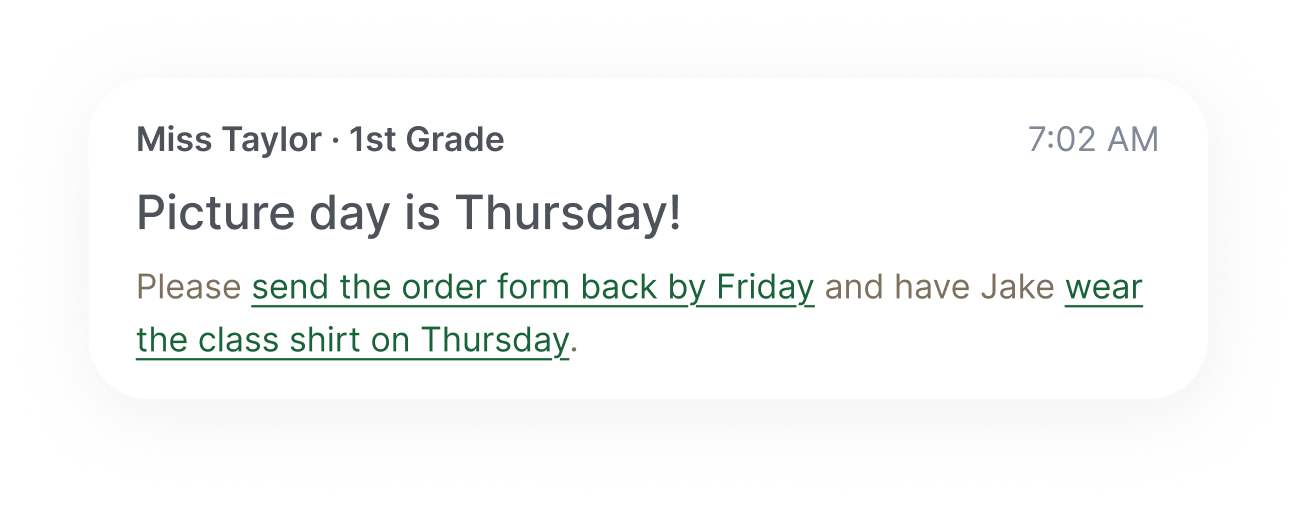 Miss Taylor · 1st Grade
7:02 AM
Picture day is Thursday!
Please send the order form back by Friday and have Jake wear
the class shirt on Thursday.